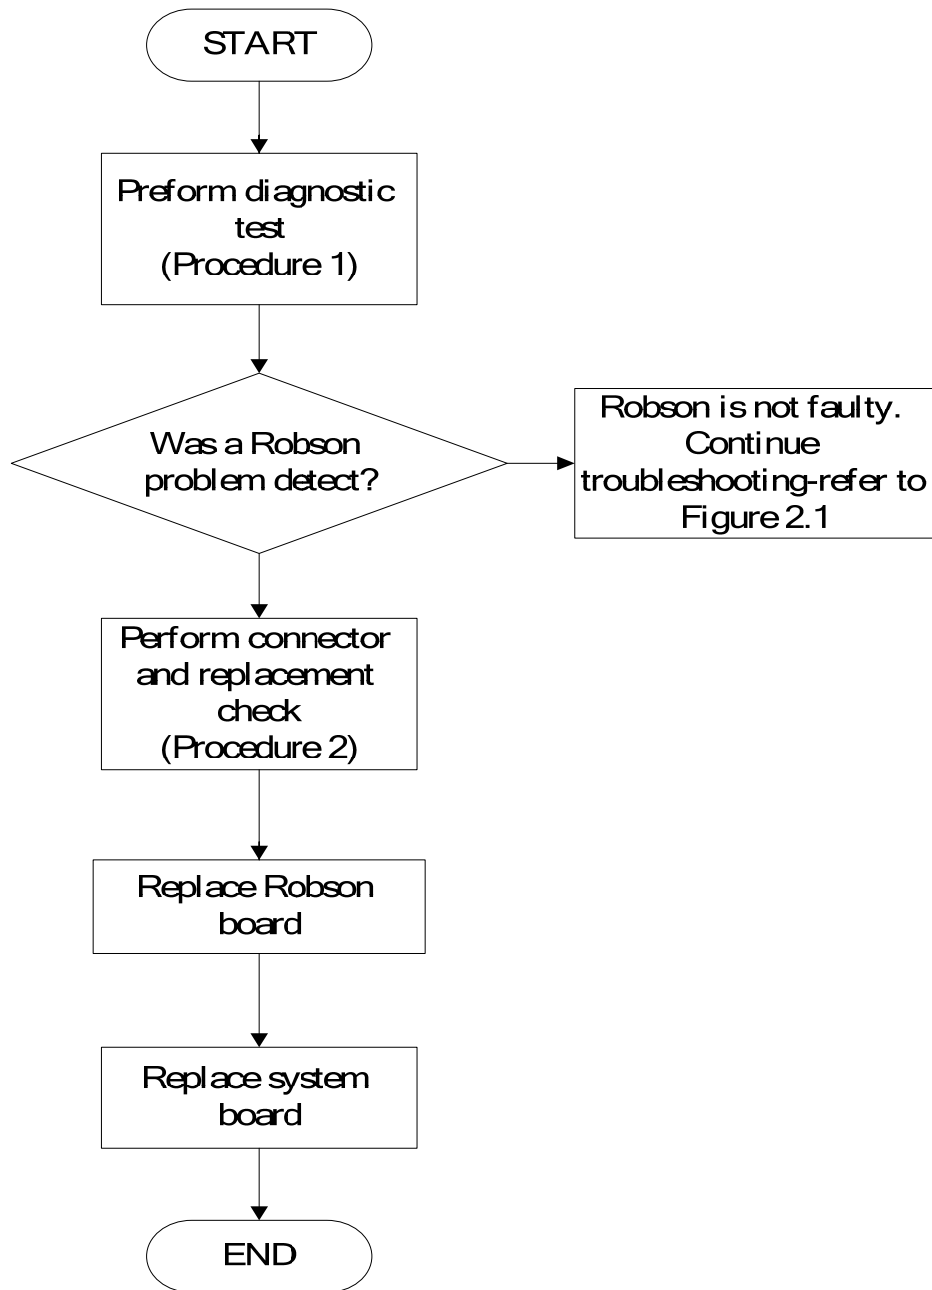 START
Preform diagnostic
test
(Procedure 1)
Was a Robson
problem detect?
Robson is not faulty.
Continue
troubleshooting-refer to
Figure 2.1
Perform connector
and replacement
check
(Procedure 2)
Replace Robson
board
Replace system
board
END